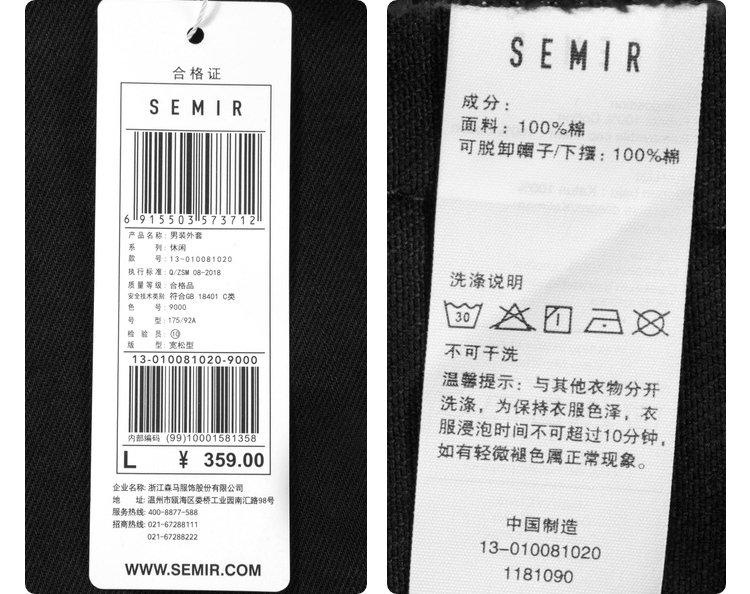 合格证
SEMIR
6 915503 573712
产品名称: 男装外套
系 列: 休闲
款 号: 13-010081020
执行标准: Q/ZSM 08-2018
质量等级: 合格品
安全技术类别: 符合GB 18401 C类
色 号: 9000
号 型: 175/92A
检 验 员: ⑩
版 型: 宽松型
13-010081020-9000
内部编码 (99)10001581358
L ¥ 359.00
企业名称: 浙江森马服饰股份有限公司
地 址: 温州市瓯海区娄桥工业园南汇路98号
服务热线: 400-8877-588
招商热线: 021-67288111
021-67288222
WWW.SEMIR.COM
SEMIR
成分:
面料: 100%棉
可脱卸帽子/下摆: 100%棉
洗涤说明
30
不可干洗
温馨提示: 与其他衣物分开
洗涤, 为保持衣服色泽, 衣
服浸泡时间不可超过10分钟,
如有轻微褪色属正常现象。
中国制造
13-010081020
1181090